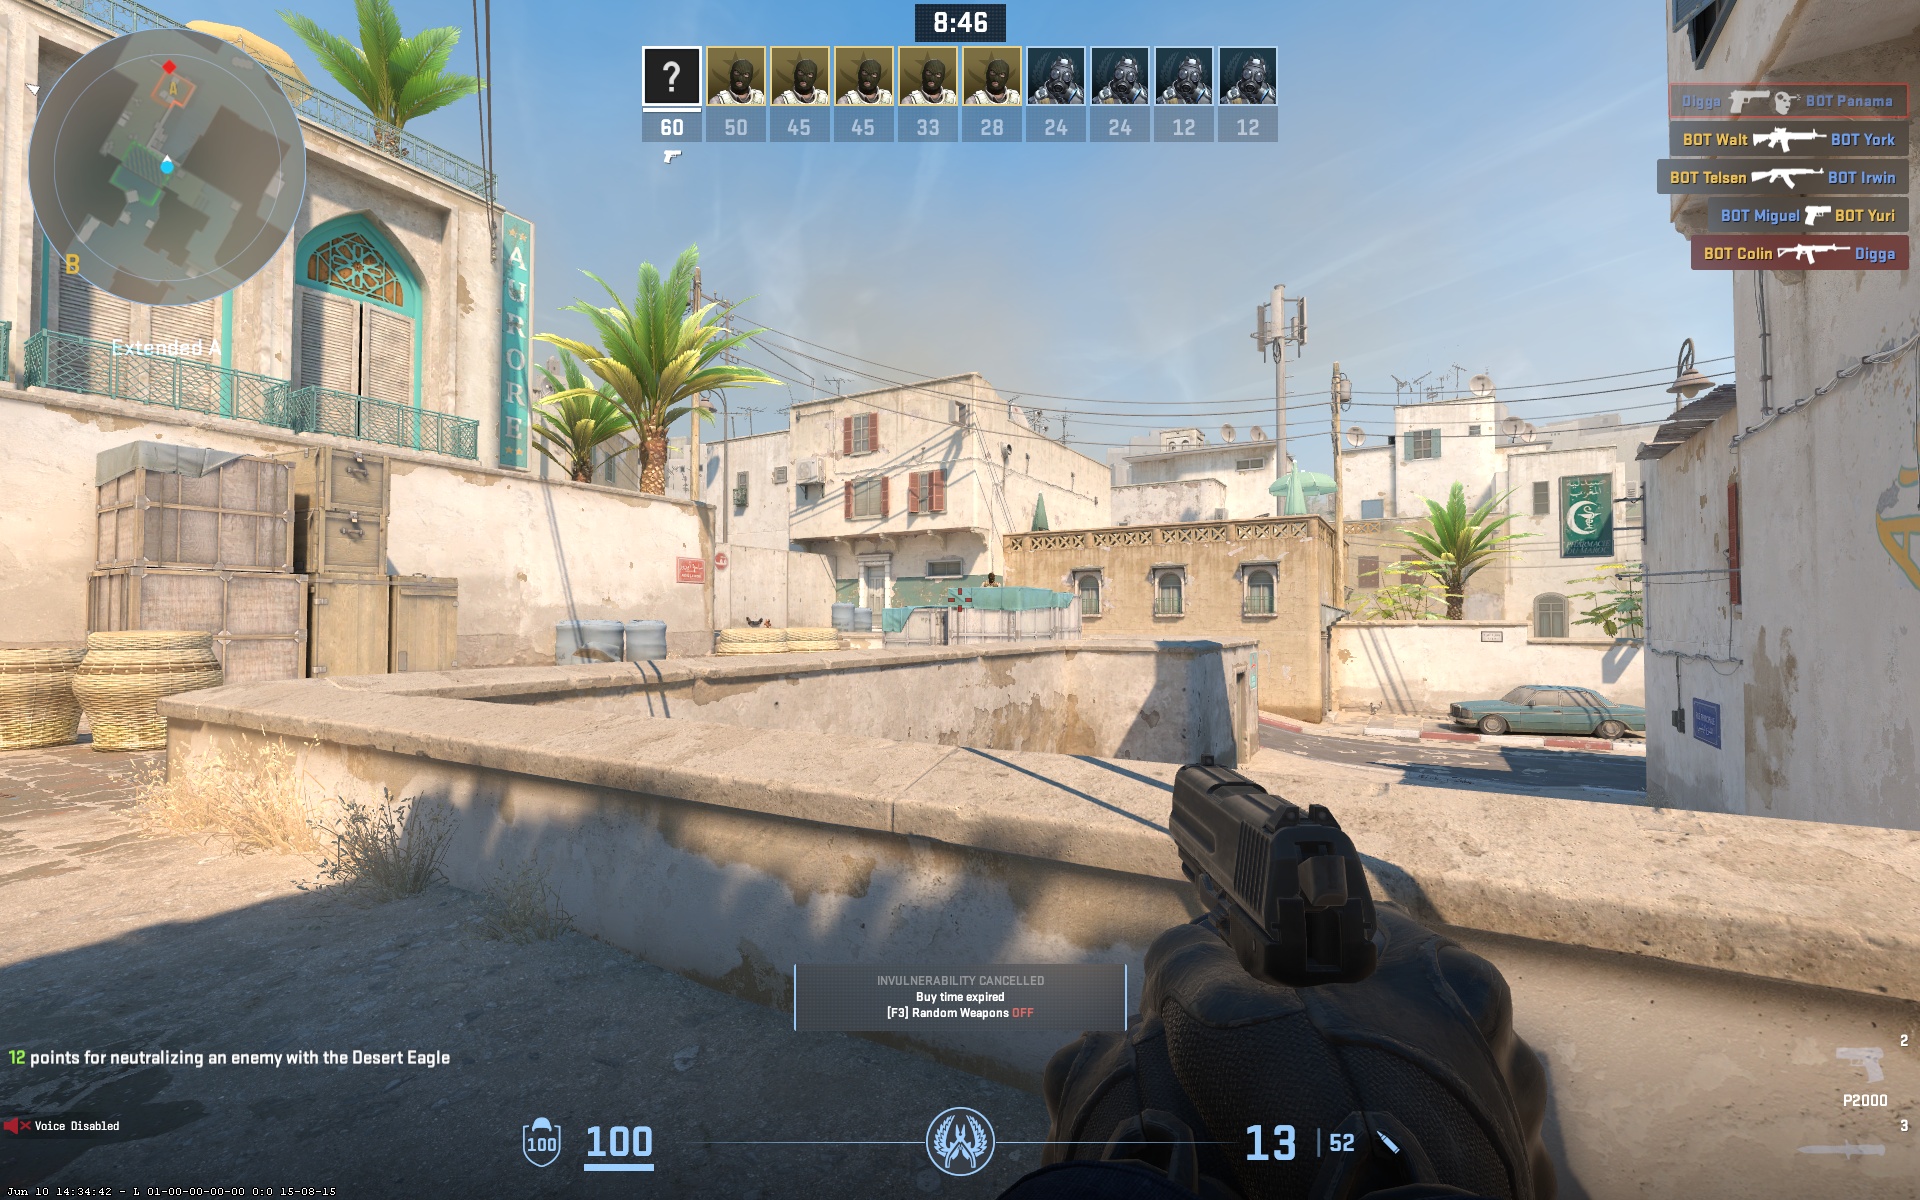 8:46
?
60 50 45 45 33 28 24 24 12 12
A
B
Extended A
AURORE
Digga BOT Panama
BOT Walt BOT York
BOT Telsen BOT Irwin
BOT Miguel BOT Yuri
BOT Colin Digga
PHARMACIE
DU MAROC
INVULNERABILITY CANCELLED
Buy time expired
[F3] Random Weapons OFF
12 points for neutralizing an enemy with the Desert Eagle
Voice Disabled
100
100
13 | 52
2
P2000
3
Jun 10 14:34:42 - L 01-00-00-00-00 0:0 15-08-15